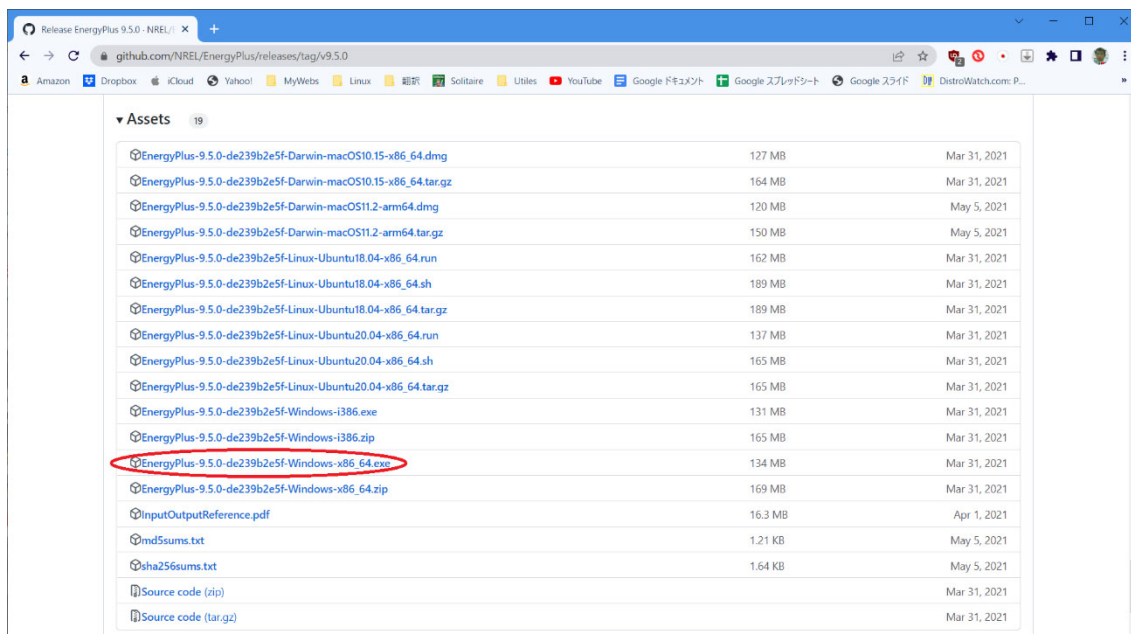 Release EnergyPlus 9.5.0 · NREL/
github.com/NREL/EnergyPlus/releases/tag/v9.5.0
Amazon Dropbox iCloud Yahoo! MyWebs Linux 翻訳 Solitaire Utiles YouTube Google ドキュメント Google スプレッドシート Google スライド DistroWatch.com: P...
Assets 19
EnergyPlus-9.5.0-de239b2e5f-Darwin-macOS10.15-x86_64.dmg 127 MB Mar 31, 2021
EnergyPlus-9.5.0-de239b2e5f-Darwin-macOS10.15-x86_64.tar.gz 164 MB Mar 31, 2021
EnergyPlus-9.5.0-de239b2e5f-Darwin-macOS11.2-arm64.dmg 120 MB May 5, 2021
EnergyPlus-9.5.0-de239b2e5f-Darwin-macOS11.2-arm64.tar.gz 150 MB May 5, 2021
EnergyPlus-9.5.0-de239b2e5f-Linux-Ubuntu18.04-x86_64.run 162 MB Mar 31, 2021
EnergyPlus-9.5.0-de239b2e5f-Linux-Ubuntu18.04-x86_64.sh 189 MB Mar 31, 2021
EnergyPlus-9.5.0-de239b2e5f-Linux-Ubuntu18.04-x86_64.tar.gz 189 MB Mar 31, 2021
EnergyPlus-9.5.0-de239b2e5f-Linux-Ubuntu20.04-x86_64.run 137 MB Mar 31, 2021
EnergyPlus-9.5.0-de239b2e5f-Linux-Ubuntu20.04-x86_64.sh 165 MB Mar 31, 2021
EnergyPlus-9.5.0-de239b2e5f-Linux-Ubuntu20.04-x86_64.tar.gz 165 MB Mar 31, 2021
EnergyPlus-9.5.0-de239b2e5f-Windows-i386.exe 131 MB Mar 31, 2021
EnergyPlus-9.5.0-de239b2e5f-Windows-i386.zip 165 MB Mar 31, 2021
EnergyPlus-9.5.0-de239b2e5f-Windows-x86_64.exe 134 MB Mar 31, 2021
EnergyPlus-9.5.0-de239b2e5f-Windows-x86_64.zip 169 MB Mar 31, 2021
InputOutputReference.pdf 16.3 MB Apr 1, 2021
md5sums.txt 1.21 KB May 5, 2021
sha256sums.txt 1.64 KB May 5, 2021
Source code (zip) Mar 31, 2021
Source code (tar.gz) Mar 31, 2021